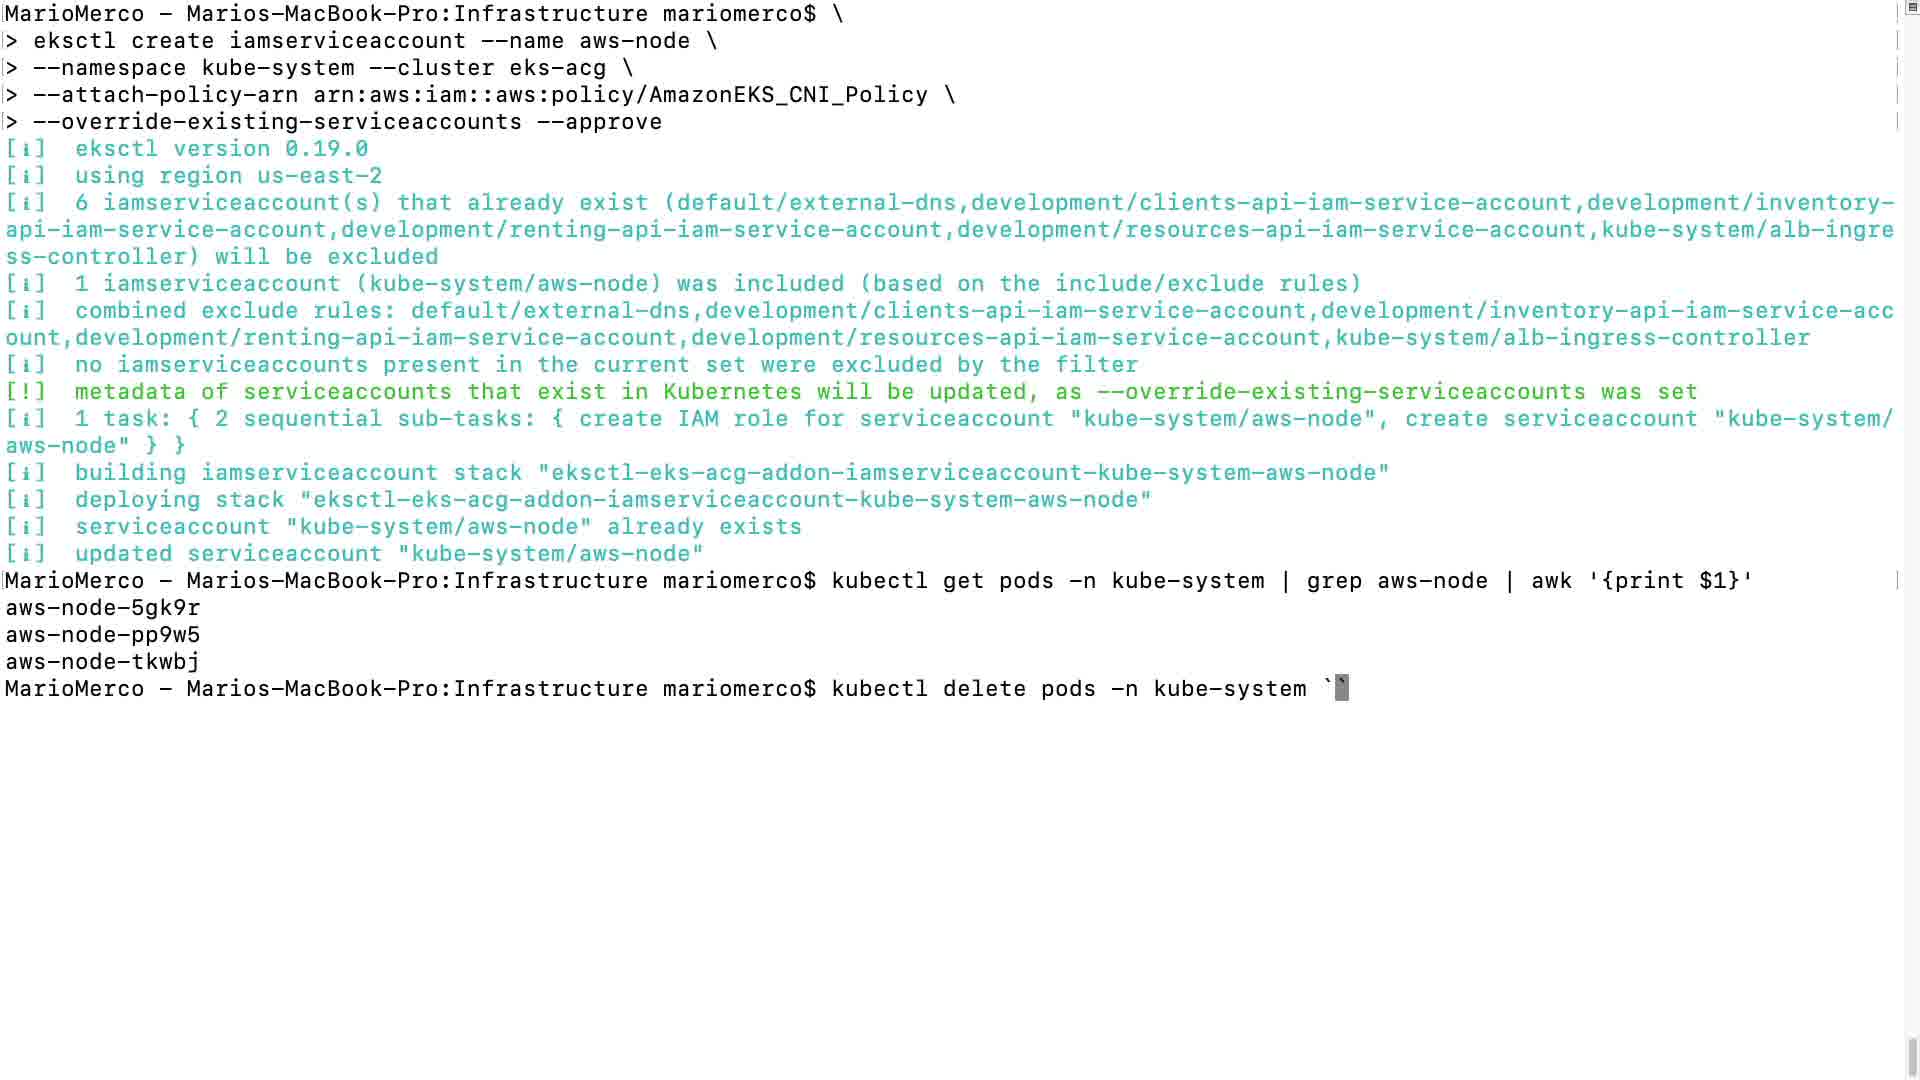 MarioMerco – Marios-MacBook-Pro:Infrastructure mariomerco$ \
> eksctl create iamserviceaccount --name aws-node \
> --namespace kube-system --cluster eks-acg \
> --attach-policy-arn arn:aws:iam::aws:policy/AmazonEKS_CNI_Policy \
> --override-existing-serviceaccounts --approve
[ℹ]  eksctl version 0.19.0
[ℹ]  using region us-east-2
[ℹ]  6 iamserviceaccount(s) that already exist (default/external-dns,development/clients-api-iam-service-account,development/inventory-
api-iam-service-account,development/renting-api-iam-service-account,development/resources-api-iam-service-account,kube-system/alb-ingre
ss-controller) will be excluded
[ℹ]  1 iamserviceaccount (kube-system/aws-node) was included (based on the include/exclude rules)
[ℹ]  combined exclude rules: default/external-dns,development/clients-api-iam-service-account,development/inventory-api-iam-service-acc
ount,development/renting-api-iam-service-account,development/resources-api-iam-service-account,kube-system/alb-ingress-controller
[ℹ]  no iamserviceaccounts present in the current set were excluded by the filter
[!]  metadata of serviceaccounts that exist in Kubernetes will be updated, as --override-existing-serviceaccounts was set
[ℹ]  1 task: { 2 sequential sub-tasks: { create IAM role for serviceaccount "kube-system/aws-node", create serviceaccount "kube-system/
aws-node" } }
[ℹ]  building iamserviceaccount stack "eksctl-eks-acg-addon-iamserviceaccount-kube-system-aws-node"
[ℹ]  deploying stack "eksctl-eks-acg-addon-iamserviceaccount-kube-system-aws-node"
[ℹ]  serviceaccount "kube-system/aws-node" already exists
[ℹ]  updated serviceaccount "kube-system/aws-node"
MarioMerco – Marios-MacBook-Pro:Infrastructure mariomerco$ kubectl get pods -n kube-system | grep aws-node | awk '{print $1}'
aws-node-5gk9r
aws-node-pp9w5
aws-node-tkwbj
MarioMerco – Marios-MacBook-Pro:Infrastructure mariomerco$ kubectl delete pods -n kube-system ``